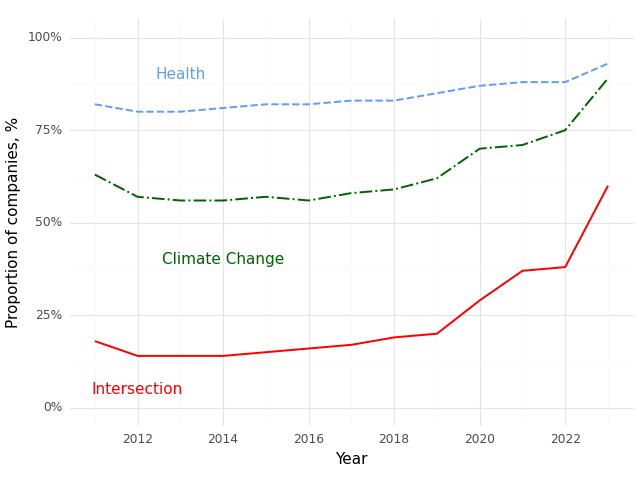 100%
Health
75%
50%
Climate Change
25%
Intersection
0%
2012 2014 2016 2018 2020 2022
Year
Proportion of companies, %